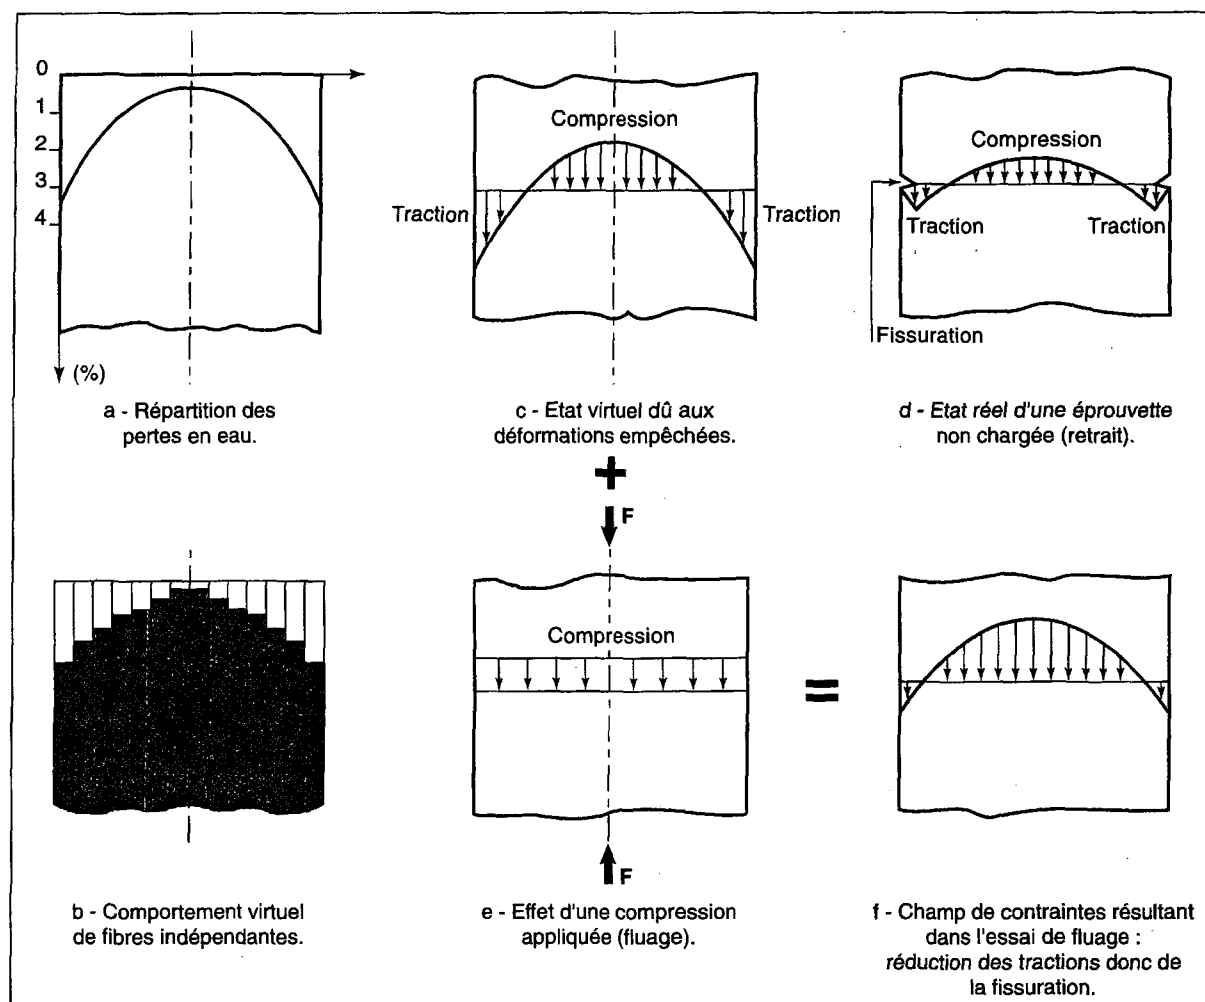 0
1
2
3
4
(%)
a - Répartition des
pertes en eau.
Compression
Traction
Traction
c - Etat virtuel dû aux
déformations empêchées.
Compression
Traction
Traction
Fissuration
d - Etat réel d'une éprouvette
non chargée (retrait).
+
F
b - Comportement virtuel
de fibres indépendantes.
Compression
F
e - Effet d'une compression
appliquée (fluage).
=
f - Champ de contraintes résultant
dans l'essai de fluage :
réduction des tractions donc de
la fissuration.